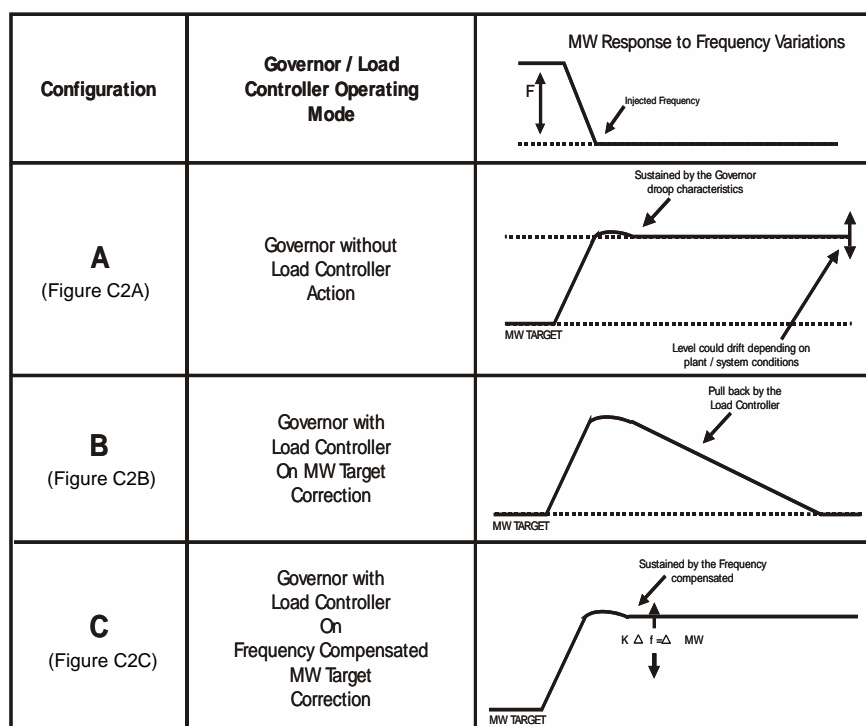 Configuration
Governor / Load
Controller Operating
Mode
MW Response to Frequency Variations
F
Injected Frequency
A
(Figure C2A)
Governor without
Load Controller
Action
Sustained by the Governor
droop characteristics
MW TARGET
Level could drift depending on
plant / system conditions
B
(Figure C2B)
Governor with
Load Controller
On MW Target
Correction
Pull back by the
Load Controller
MW TARGET
C
(Figure C2C)
Governor with
Load Controller
On
Frequency Compensated
MW Target
Correction
Sustained by the Frequency
compensated
K Δ f =Δ MW
MW TARGET